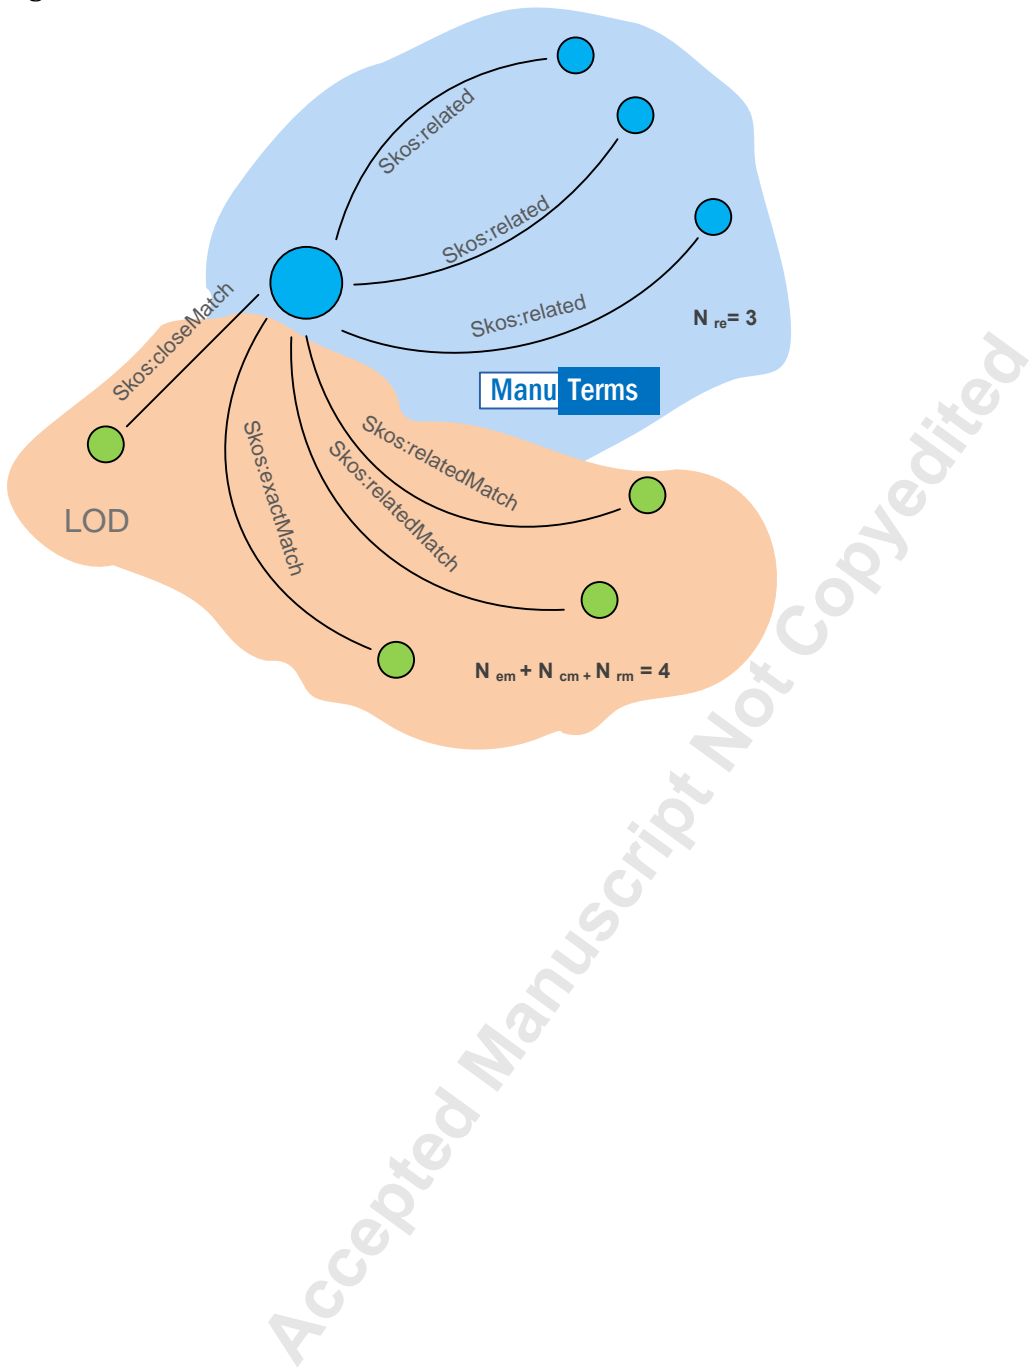 Skos:related
Skos:related
Skos:related
N re= 3
Manu Terms
Skos:closeMatch
Skos:exactMatch
Skos:relatedMatch
Skos:relatedMatch
LOD
N em + N cm + N rm = 4
Accepted Manuscript Not Copyedited